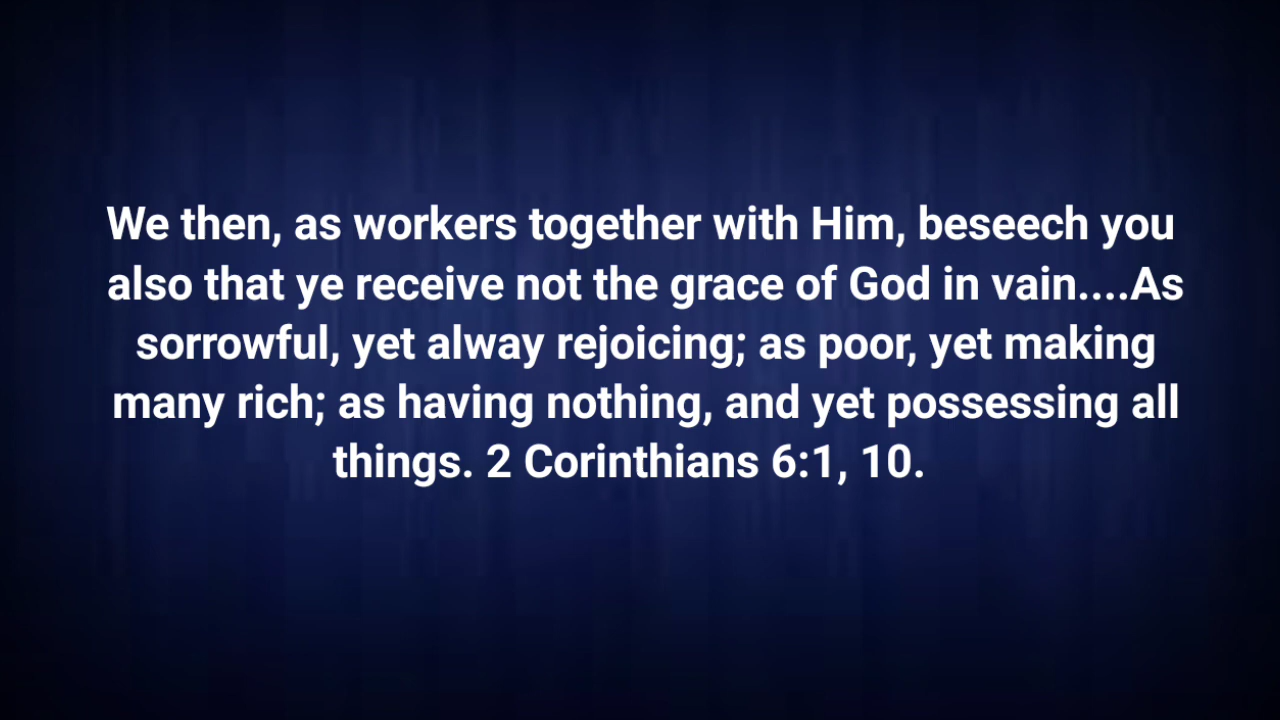 We then, as workers together with Him, beseech you
also that ye receive not the grace of God in vain....As
sorrowful, yet alway rejoicing; as poor, yet making
many rich; as having nothing, and yet possessing all
things. 2 Corinthians 6:1, 10.